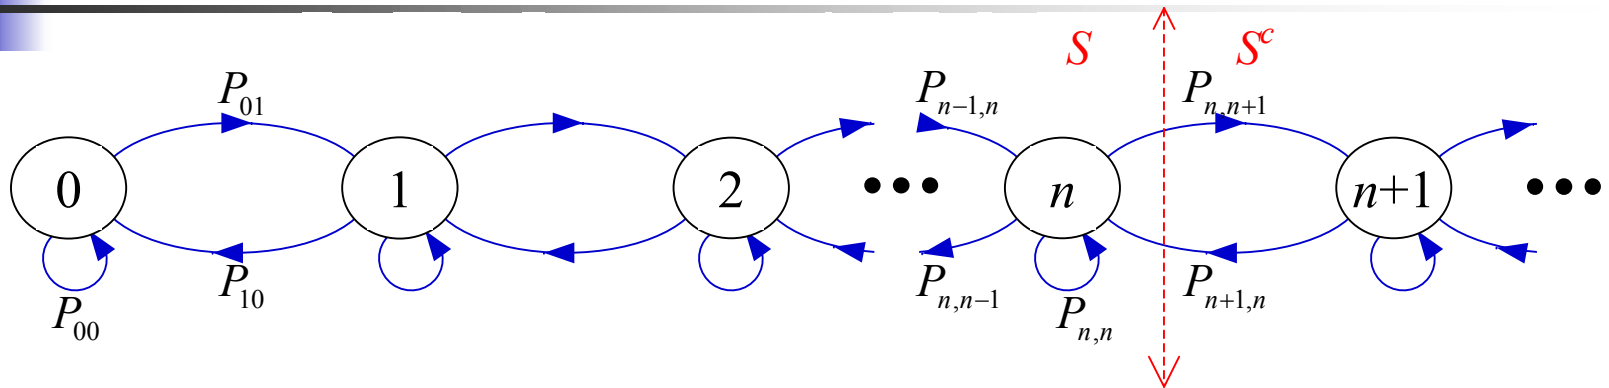 S S^c
P_{01} P_{n-1,n} P_{n,n+1}
0 1 2 ••• n n+1 •••
P_{10} P_{n,n-1} P_{n+1,n}
P_{00} P_{n,n}